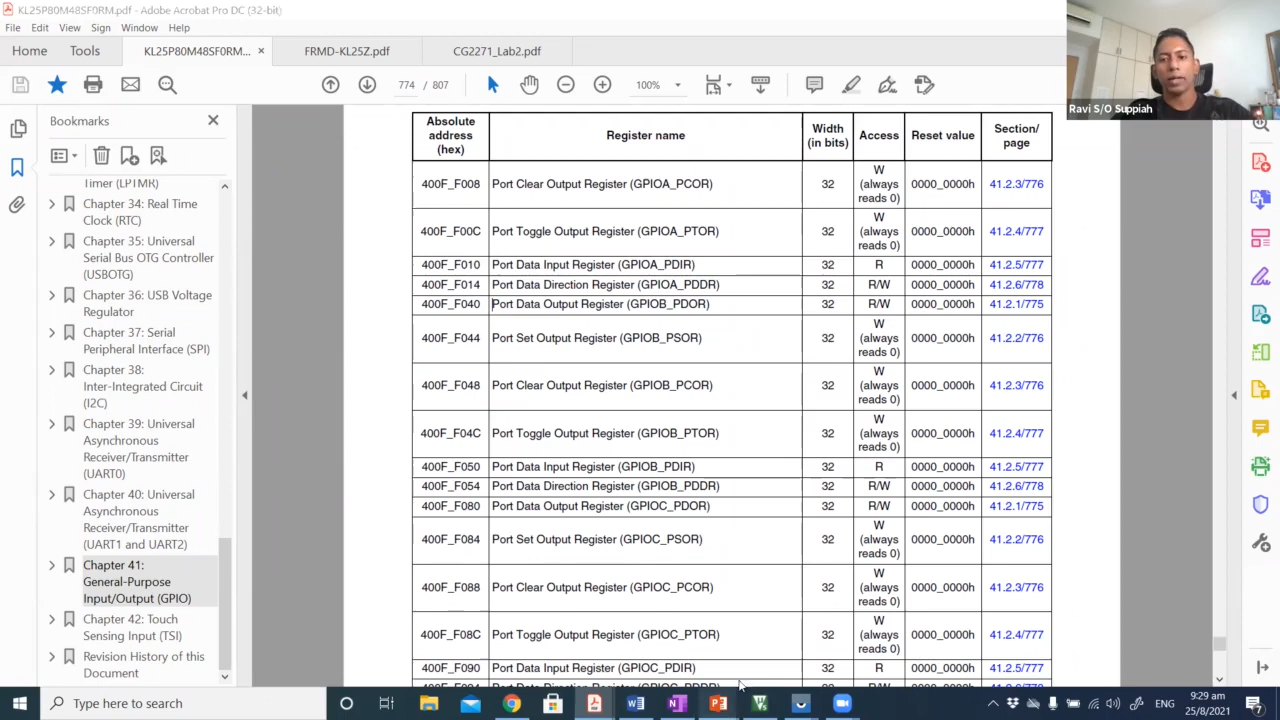 KL25P80M48SF0RM.pdf - Adobe Acrobat Pro DC (32-bit)
File Edit View Sign Window Help
Home Tools KL25P80M48SF0RM... × FRMD-KL25Z.pdf CG2271_Lab2.pdf
774 / 807 100%
Ravi S/O Suppiah
Bookmarks
Timer (LPTMR)
Chapter 34: Real Time
Clock (RTC)
Chapter 35: Universal
Serial Bus OTG Controller
(USBOTG)
Chapter 36: USB Voltage
Regulator
Chapter 37: Serial
Peripheral Interface (SPI)
Chapter 38:
Inter-Integrated Circuit
(I2C)
Chapter 39: Universal
Asynchronous
Receiver/Transmitter
(UART0)
Chapter 40: Universal
Asynchronous
Receiver/Transmitter
(UART1 and UART2)
Chapter 41:
General-Purpose
Input/Output (GPIO)
Chapter 42: Touch
Sensing Input (TSI)
Revision History of this
Document
Absolute address (hex) Register name Width (in bits) Access Reset value Section/ page
400F_F008 Port Clear Output Register (GPIOA_PCOR) 32 W (always reads 0) 0000_0000h 41.2.3/776
400F_F00C Port Toggle Output Register (GPIOA_PTOR) 32 W (always reads 0) 0000_0000h 41.2.4/777
400F_F010 Port Data Input Register (GPIOA_PDIR) 32 R 0000_0000h 41.2.5/777
400F_F014 Port Data Direction Register (GPIOA_PDDR) 32 R/W 0000_0000h 41.2.6/778
400F_F040 Port Data Output Register (GPIOB_PDOR) 32 R/W 0000_0000h 41.2.1/775
400F_F044 Port Set Output Register (GPIOB_PSOR) 32 W (always reads 0) 0000_0000h 41.2.2/776
400F_F048 Port Clear Output Register (GPIOB_PCOR) 32 W (always reads 0) 0000_0000h 41.2.3/776
400F_F04C Port Toggle Output Register (GPIOB_PTOR) 32 W (always reads 0) 0000_0000h 41.2.4/777
400F_F050 Port Data Input Register (GPIOB_PDIR) 32 R 0000_0000h 41.2.5/777
400F_F054 Port Data Direction Register (GPIOB_PDDR) 32 R/W 0000_0000h 41.2.6/778
400F_F080 Port Data Output Register (GPIOC_PDOR) 32 R/W 0000_0000h 41.2.1/775
400F_F084 Port Set Output Register (GPIOC_PSOR) 32 W (always reads 0) 0000_0000h 41.2.2/776
400F_F088 Port Clear Output Register (GPIOC_PCOR) 32 W (always reads 0) 0000_0000h 41.2.3/776
400F_F08C Port Toggle Output Register (GPIOC_PTOR) 32 W (always reads 0) 0000_0000h 41.2.4/777
400F_F090 Port Data Input Register (GPIOC_PDIR) 32 R 0000_0000h 41.2.5/777
Type here to search
ENG 9:29 am
25/8/2021
7